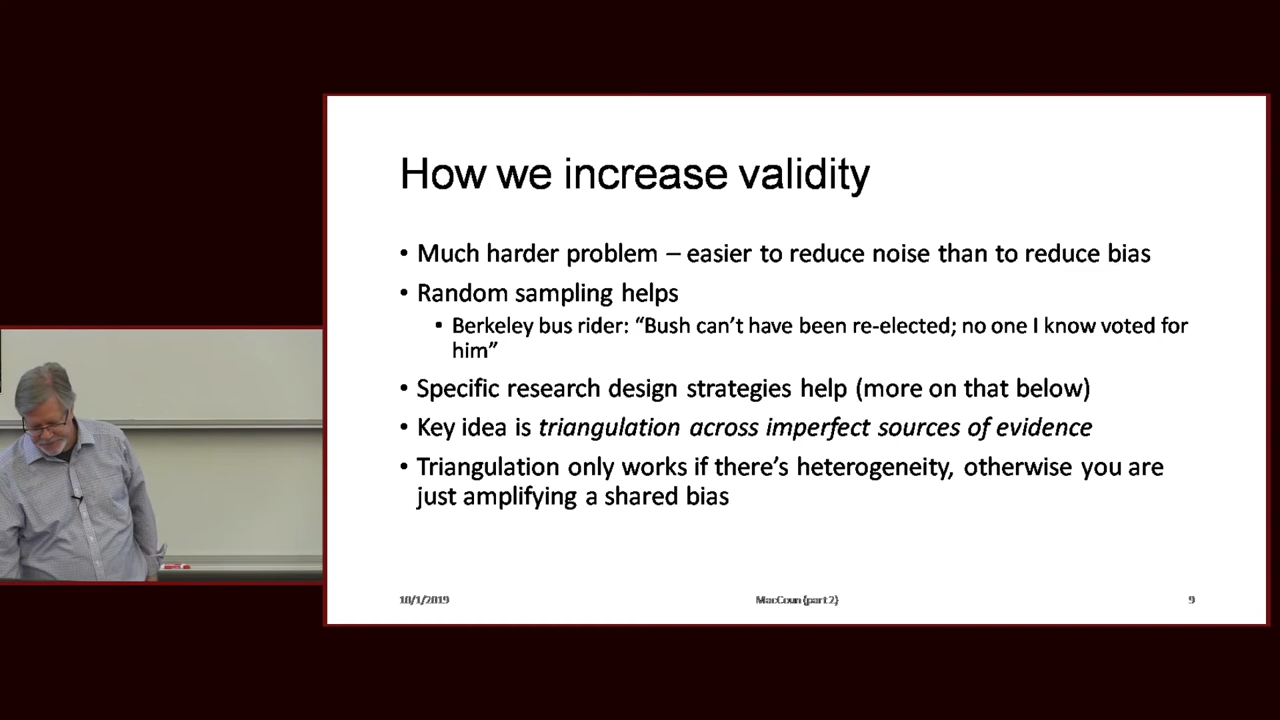 How we increase validity
• Much harder problem – easier to reduce noise than to reduce bias
• Random sampling helps
▪ Berkeley bus rider: “Bush can’t have been re-elected; no one I know voted for
him”
• Specific research design strategies help (more on that below)
• Key idea is triangulation across imperfect sources of evidence
• Triangulation only works if there’s heterogeneity, otherwise you are
just amplifying a shared bias
10/1/2019 MacCoun (part 2) 9